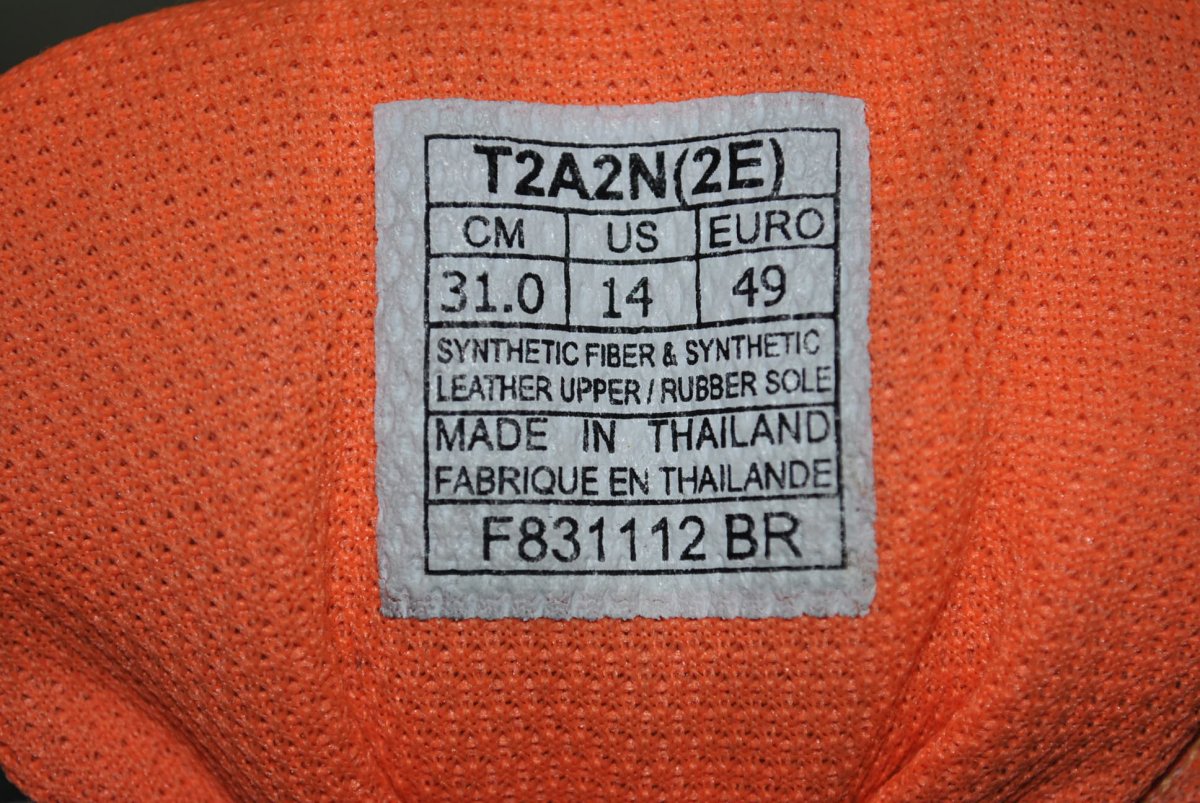 T2A2N(2E)
CM US EURO
31.0 14 49
SYNTHETIC FIBER & SYNTHETIC
LEATHER UPPER / RUBBER SOLE
MADE IN THAILAND
FABRIQUE EN THAILANDE
F831112 BR